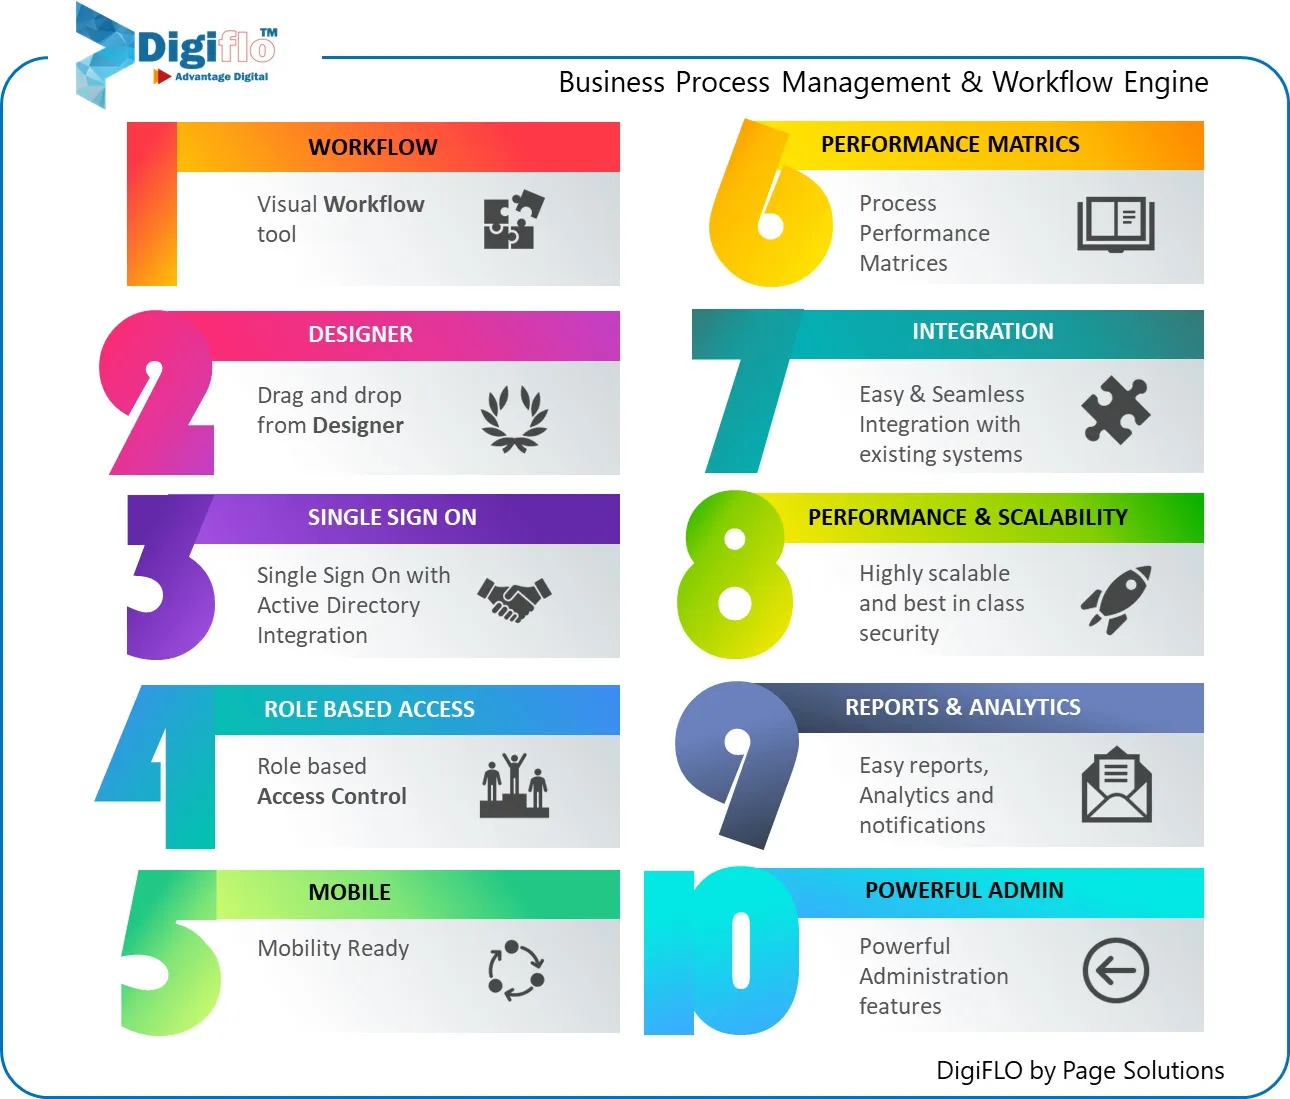 Digiflo™
Advantage Digital
Business Process Management & Workflow Engine
1
WORKFLOW
Visual Workflow
tool
2
DESIGNER
Drag and drop
from Designer
3
SINGLE SIGN ON
Single Sign On with
Active Directory
Integration
4
ROLE BASED ACCESS
Role based
Access Control
5
MOBILE
Mobility Ready
6
PERFORMANCE MATRICS
Process
Performance
Matrices
7
INTEGRATION
Easy & Seamless
Integration with
existing systems
8
PERFORMANCE & SCALABILITY
Highly scalable
and best in class
security
9
REPORTS & ANALYTICS
Easy reports,
Analytics and
notifications
10
POWERFUL ADMIN
Powerful
Administration
features
DigiFLO by Page Solutions